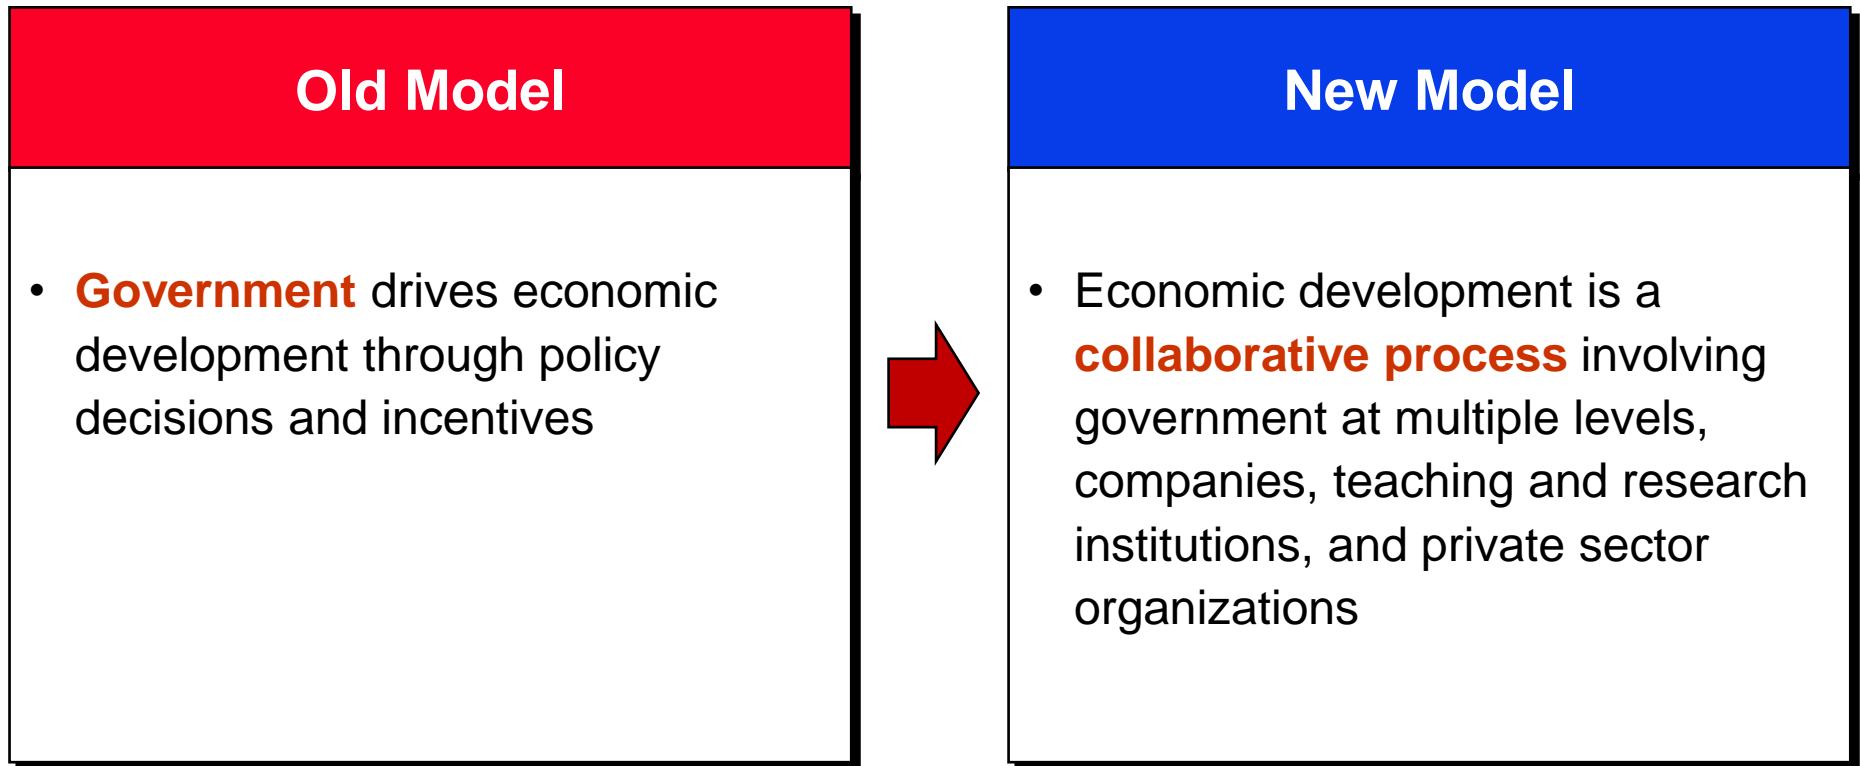 Old Model
• Government drives economic
development through policy
decisions and incentives
New Model
• Economic development is a
collaborative process involving
government at multiple levels,
companies, teaching and research
institutions, and private sector
organizations